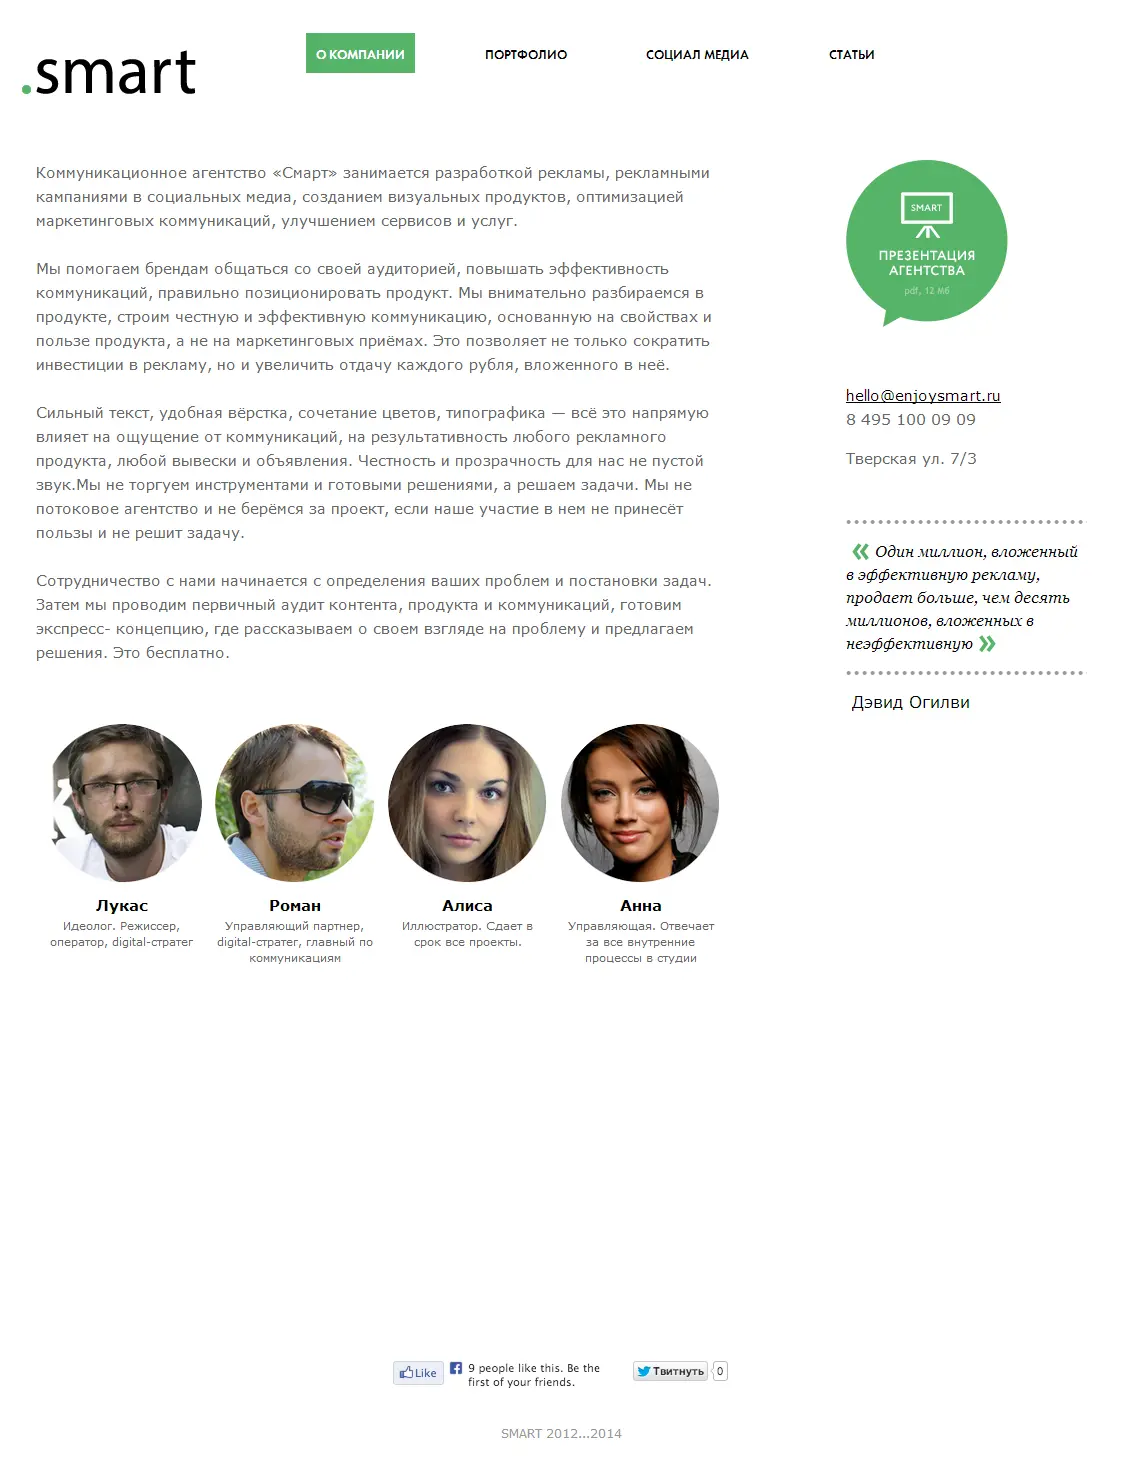 .smart
О КОМПАНИИ
ПОРТФОЛИО
СОЦИАЛ МЕДИА
СТАТЬИ
Коммуникационное агентство «Смарт» занимается разработкой рекламы, рекламными
кампаниями в социальных медиа, созданием визуальных продуктов, оптимизацией
маркетинговых коммуникаций, улучшением сервисов и услуг.
Мы помогаем брендам общаться со своей аудиторией, повышать эффективность
коммуникаций, правильно позиционировать продукт. Мы внимательно разбираемся в
продукте, строим честную и эффективную коммуникацию, основанную на свойствах и
пользе продукта, а не на маркетинговых приёмах. Это позволяет не только сократить
инвестиции в рекламу, но и увеличить отдачу каждого рубля, вложенного в неё.
Сильный текст, удобная вёрстка, сочетание цветов, типографика — всё это напрямую
влияет на ощущение от коммуникаций, на результативность любого рекламного
продукта, любой вывески и объявления. Честность и прозрачность для нас не пустой
звук.Мы не торгуем инструментами и готовыми решениями, а решаем задачи. Мы не
потоковое агентство и не берёмся за проект, если наше участие в нем не принесёт
пользы и не решит задачу.
Сотрудничество с нами начинается с определения ваших проблем и постановки задач.
Затем мы проводим первичный аудит контента, продукта и коммуникаций, готовим
экспресс- концепцию, где рассказываем о своем взгляде на проблему и предлагаем
решения. Это бесплатно.
SMART
ПРЕЗЕНТАЦИЯ
АГЕНТСТВА
pdf, 12 Мб
hello@enjoysmart.ru
8 495 100 09 09
Тверская ул. 7/3
« Один миллион, вложенный
в эффективную рекламу,
продает больше, чем десять
миллионов, вложенных в
неэффективную »
Дэвид Огилви
Лукас
Идеолог. Режиссер,
оператор, digital-стратег
Роман
Управляющий партнер,
digital-стратег, главный по
коммуникациям
Алиса
Иллюстратор. Сдает в
срок все проекты.
Анна
Управляющая. Отвечает
за все внутренние
процессы в студии
Like
9 people like this. Be the
first of your friends.
Твитнуть
0
SMART 2012...2014